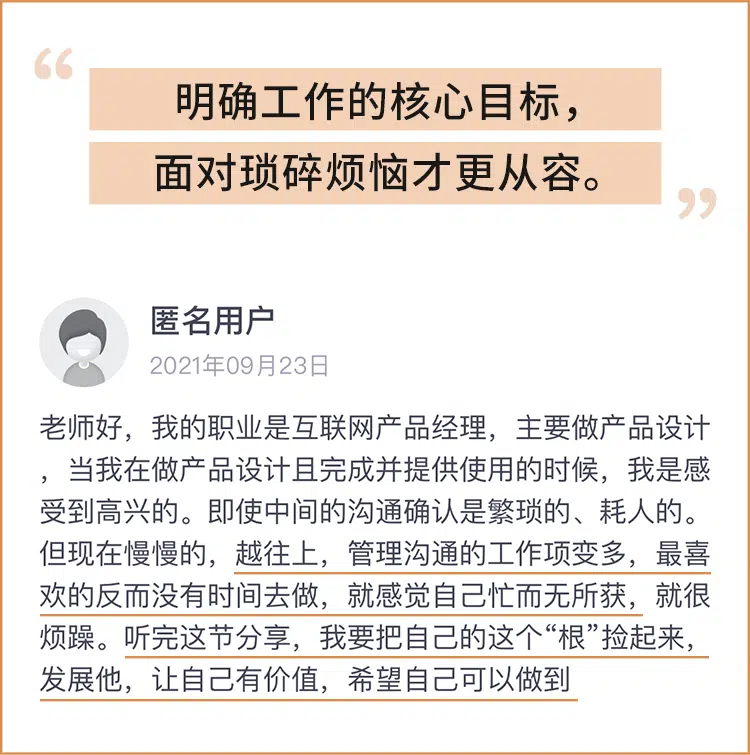 “
明确工作的核心目标，
面对琐碎烦恼才更从容。
”
匿名用户
2021年09月23日
老师好，我的职业是互联网产品经理，主要做产品设计
，当我在做产品设计且完成并提供使用的时候，我是感
受到高兴的。即使中间的沟通确认是繁琐的、耗人的。
但现在慢慢的，越往上，管理沟通的工作项变多，最喜
欢的反而没有时间去做，就感觉自己忙而无所获，就很
烦躁。听完这节分享，我要把自己的这个“根”捡起来，
发展他，让自己有价值，希望自己可以做到